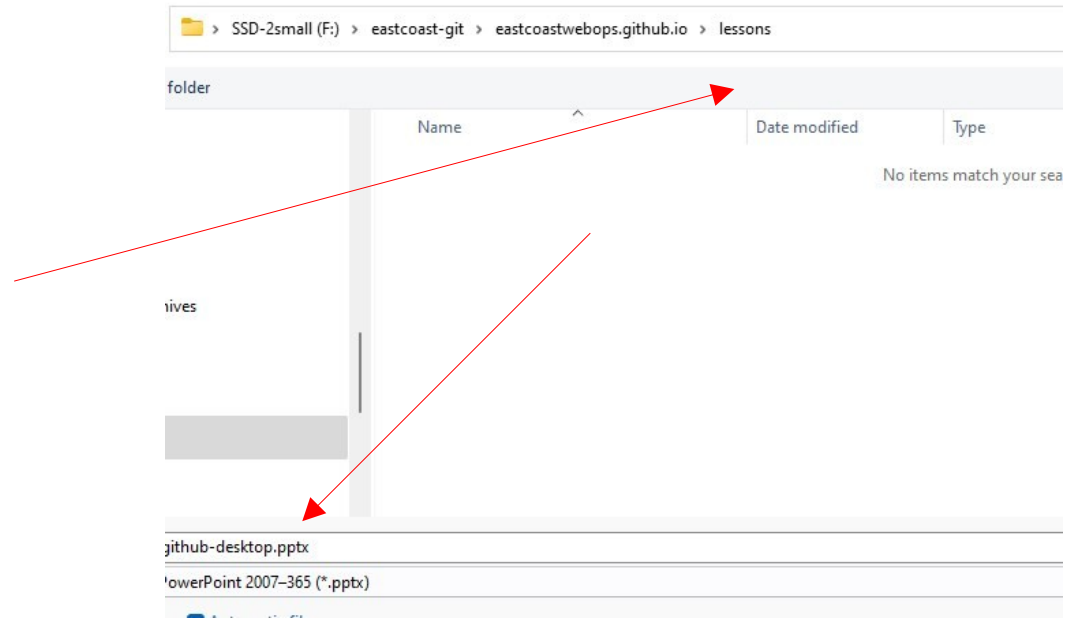 SSD-2small (F:) > eastcoast-git > eastcoastwebops.github.io > lessons
folder
Name Date modified Type
No items match your sea
hives
github-desktop.pptx
PowerPoint 2007–365 (*.pptx)